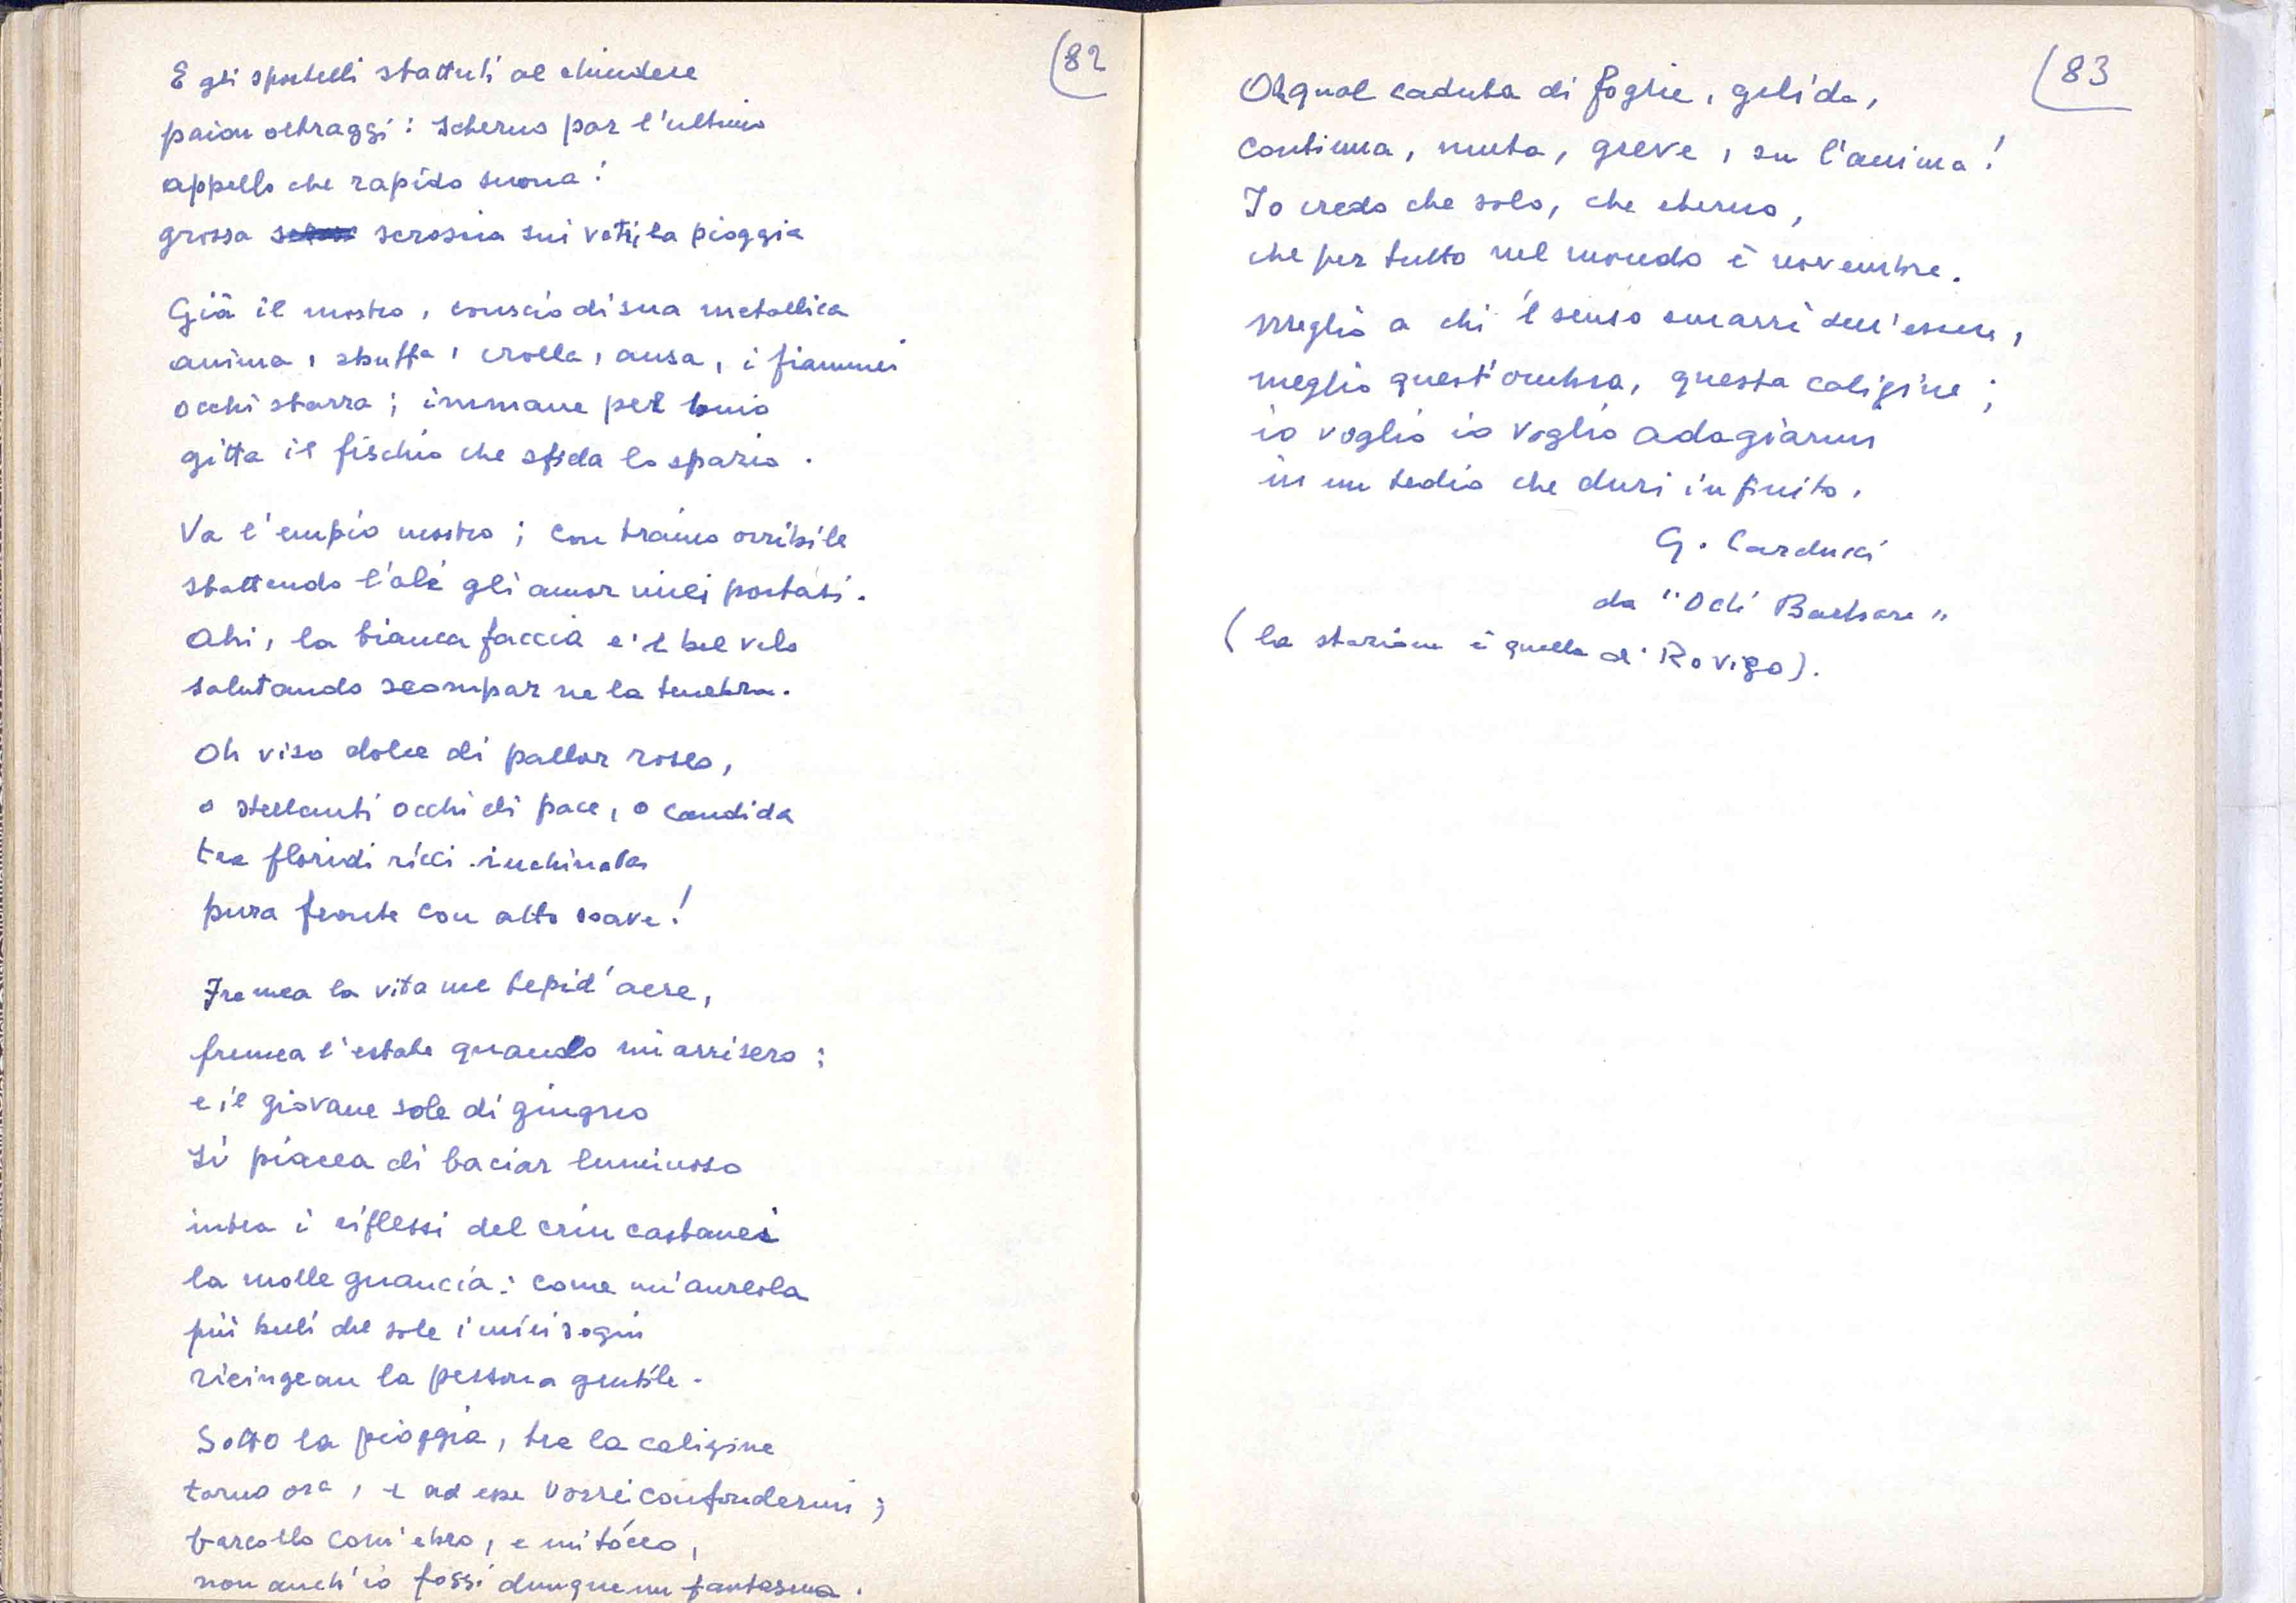 82
E gli sportelli sbattuti al chiudere
paion oltraggi: scherno par l'ultimo
appello che rapido suona!
grossa scroscia sui vetri la pioggia
Già il mostro, conscio di sua metallica
anima, sbuffa, crolla, ansa, i fiammei
occhi sbarra; immane pel buio
gitta il fischio che sfida lo spazio.
Va l'empio mostro; con traino orribile
sbattendo l'ale gli amor miei portasi.
Ahi, la bianca faccia e 'l bel velo
salutando scompar ne la tenebra.
Oh viso dolce di pallor roseo,
o stellanti occhi di pace, o candida
tra floridi ricci inchinata
pura fronte con atto soave!
Fremea la vita nel tepid'aere,
fremea l'estate quando mi arrisero:
e il giovane sole di giugno
si piacea di baciar luminoso
intra i riflessi del crin castanei
la molle guancia: come un'aureola
più belli del sole i miei sogni
ricingean la persona gentile.
Sotto la pioggia, tra la caligine
torno ora, e ad esse vorrei confondermi;
barcollo com'ebro, e mi tócco,
non anch'io fossi dunque un fantasma.
83
Oh qual caduta di foglie, gelida,
continua, muta, greve, su l'anima!
Io credo che solo, che eterno,
che per tutto nel mondo è novembre.
Meglio a chi 'l senso smarrì dell'essere,
meglio quest'ombra, questa caligine;
io voglio io voglio adagiarmi
in un tedio che duri infinito.
G. Carducci
da "Odi Barbare"
(la stazione è quella di Rovigo).